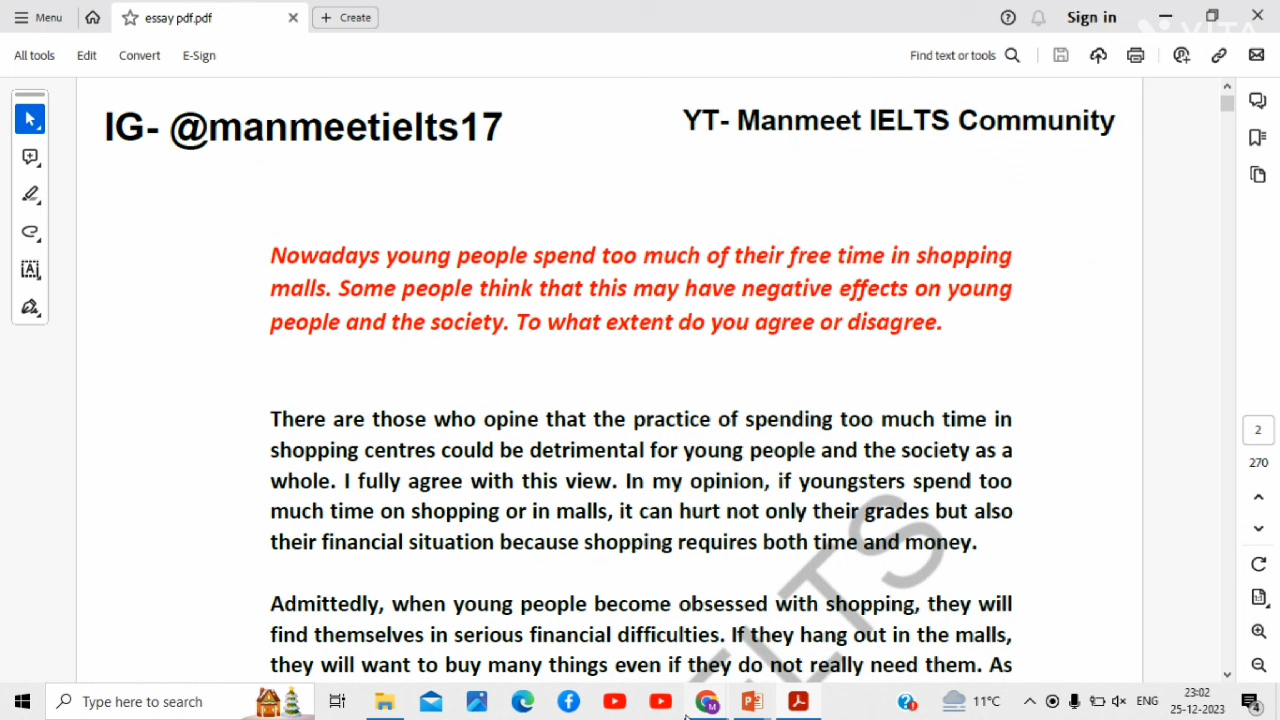 Menu
essay pdf.pdf
Create
Sign in
VITA
All tools
Edit
Convert
E-Sign
Find text or tools
IG- @manmeetielts17
YT- Manmeet IELTS Community
Nowadays young people spend too much of their free time in shopping
malls. Some people think that this may have negative effects on young
people and the society. To what extent do you agree or disagree.
There are those who opine that the practice of spending too much time in
shopping centres could be detrimental for young people and the society as a
whole. I fully agree with this view. In my opinion, if youngsters spend too
much time on shopping or in malls, it can hurt not only their grades but also
their financial situation because shopping requires both time and money.
Admittedly, when young people become obsessed with shopping, they will
find themselves in serious financial difficulties. If they hang out in the malls,
they will want to buy many things even if they do not really need them. As
IELTS
2
270
Type here to search
11°C
ENG
23:02
25-12-2023
4